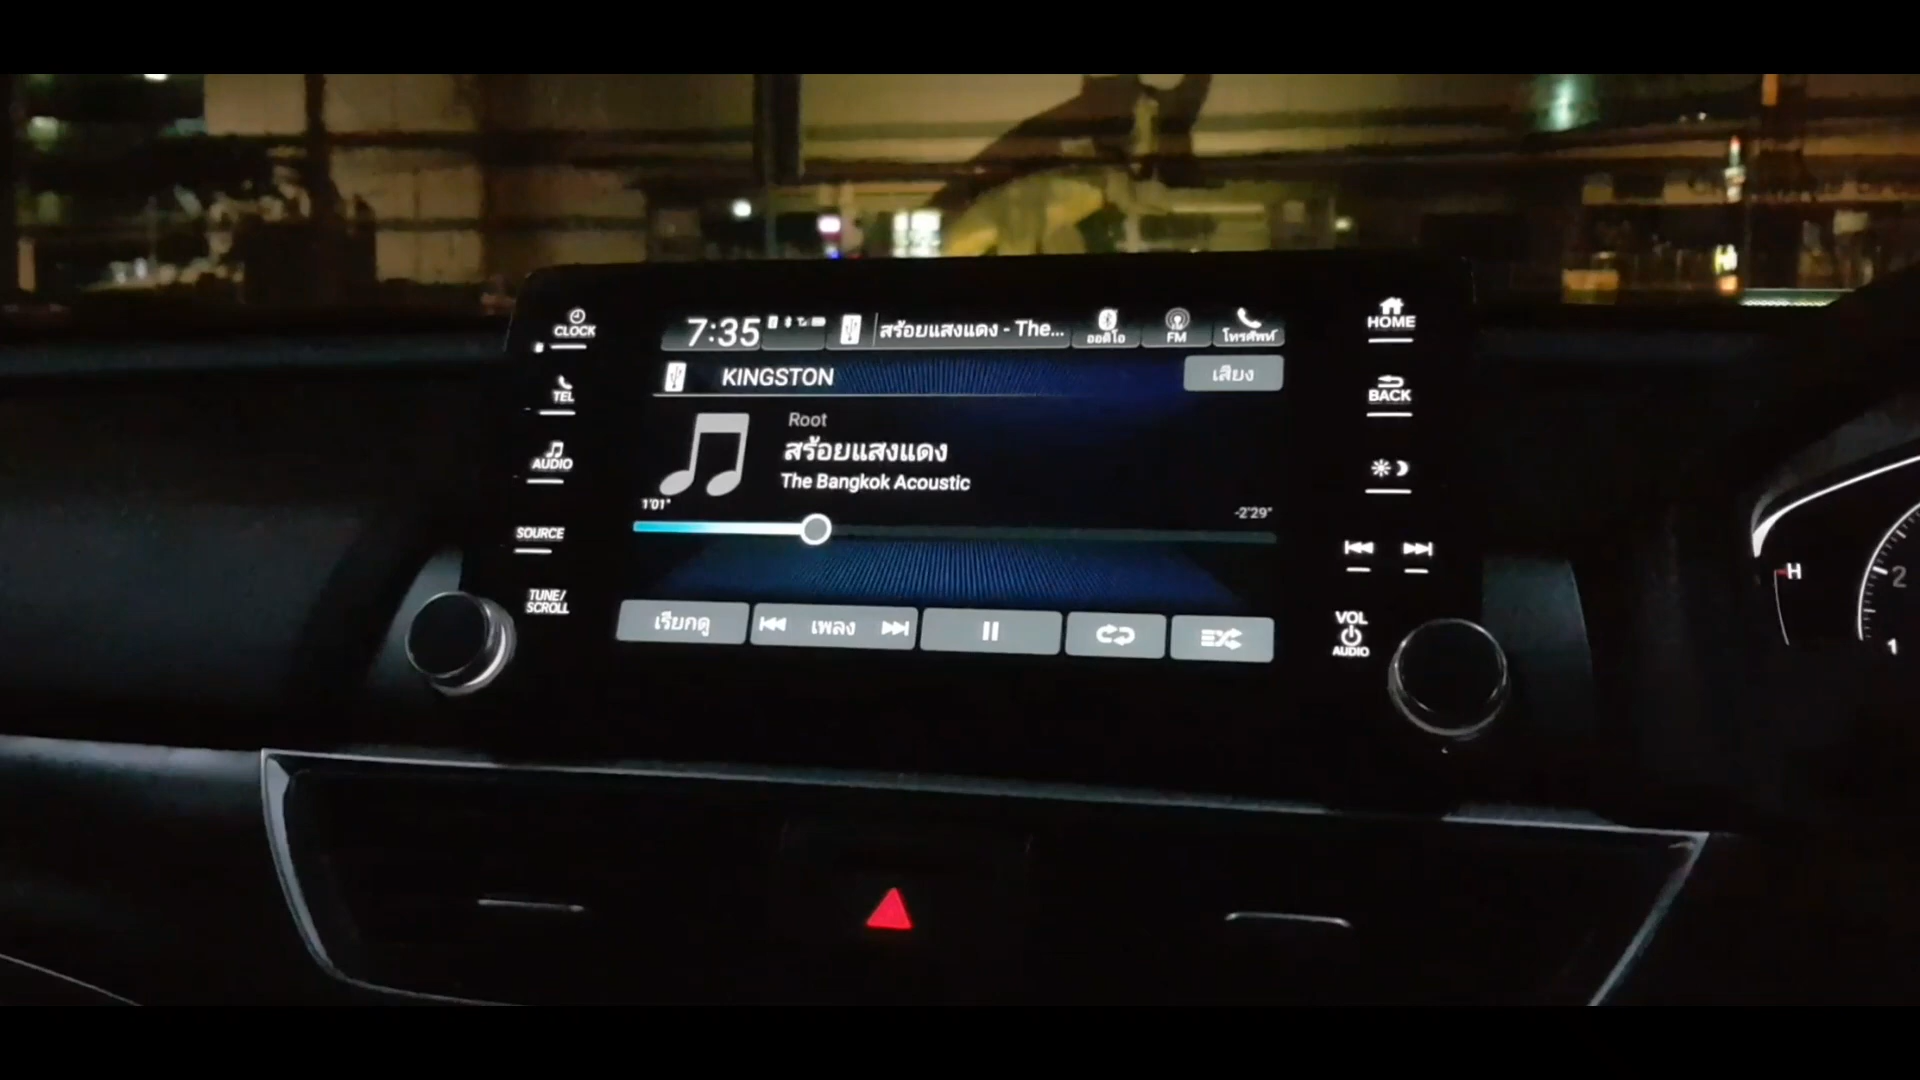 CLOCK
7:35
สร้อยแสงแดง - The...
ออดิโอ
FM
โทรศัพท์
HOME
KINGSTON
เสียง
TEL
BACK
Root
สร้อยแสงแดง
The Bangkok Acoustic
AUDIO
1'01"
-2'29"
SOURCE
TUNE/
SCROLL
เรียกดู
เพลง
VOL
AUDIO
H
2
1